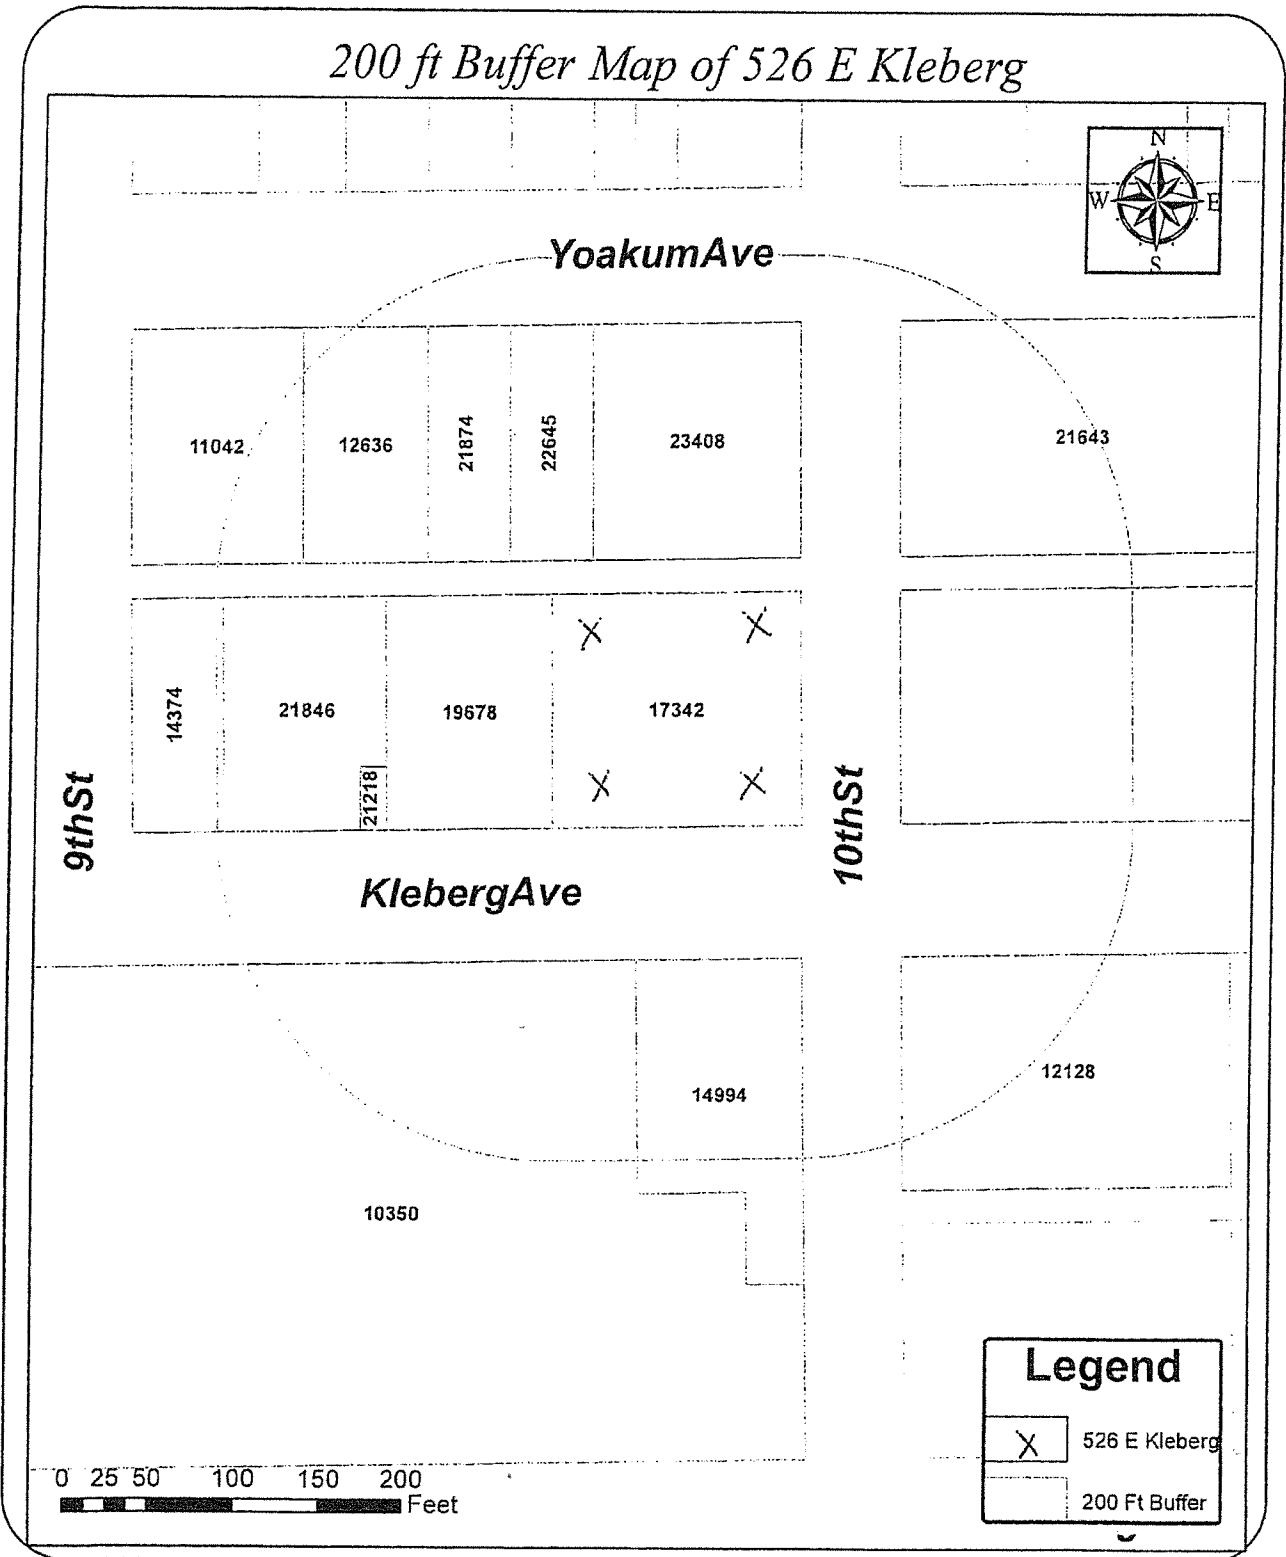 200 ft Buffer Map of 526 E Kleberg
N
W E
S
YoakumAve
11042
12636
21874
22645
23408
21643
14374
21846
21218
19678
X X
17342
X X
9thSt
10thSt
KlebergAve
14994
12128
10350
Legend
X 526 E Kleberg
200 Ft Buffer
0 25 50 100 150 200
Feet